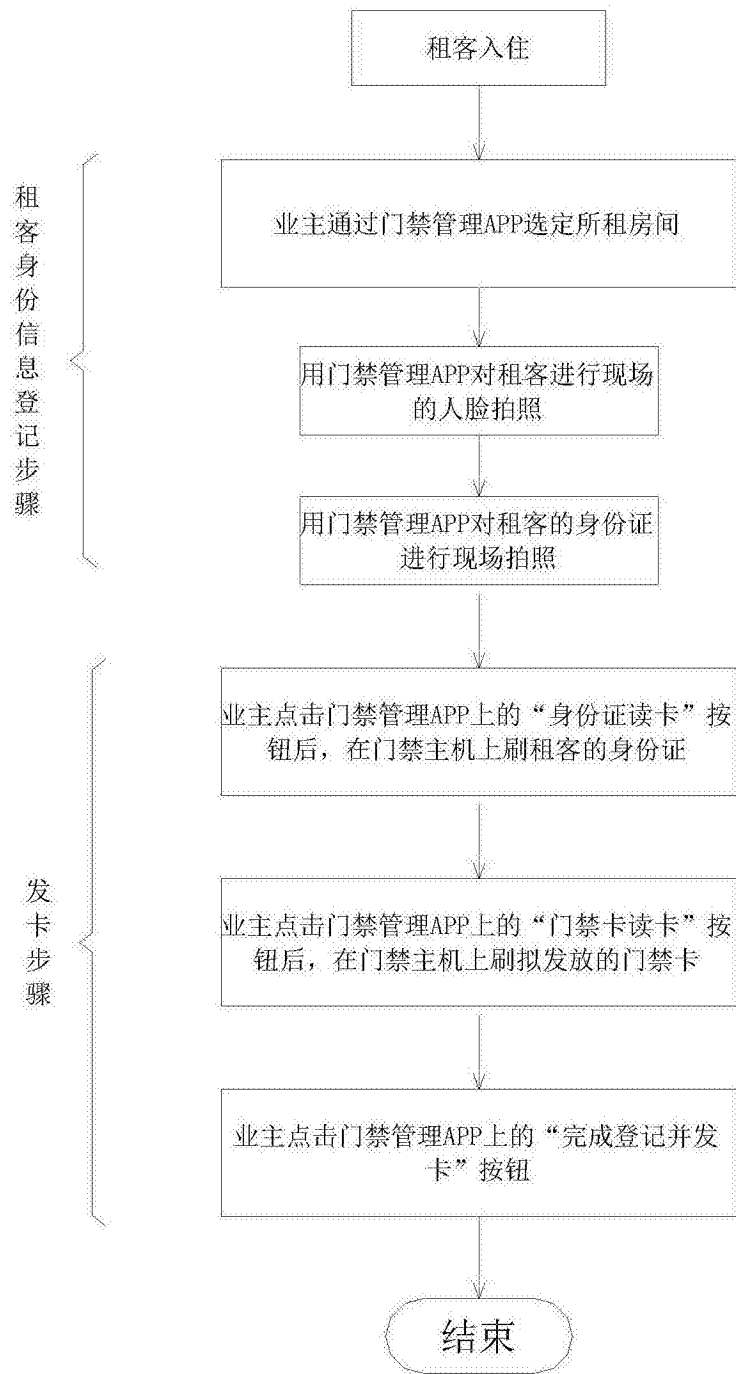 租客入住
租客身份信息登记步骤
业主通过门禁管理APP选定所租房间
用门禁管理APP对租客进行现场
的人脸拍照
用门禁管理APP对租客的身份证
进行现场拍照
发卡步骤
业主点击门禁管理APP上的“身份证读卡”按
钮后，在门禁主机上刷租客的身份证
业主点击门禁管理APP上的“门禁卡读卡”按
钮后，在门禁主机上刷拟发放的门禁卡
业主点击门禁管理APP上的“完成登记并发
卡”按钮
结束